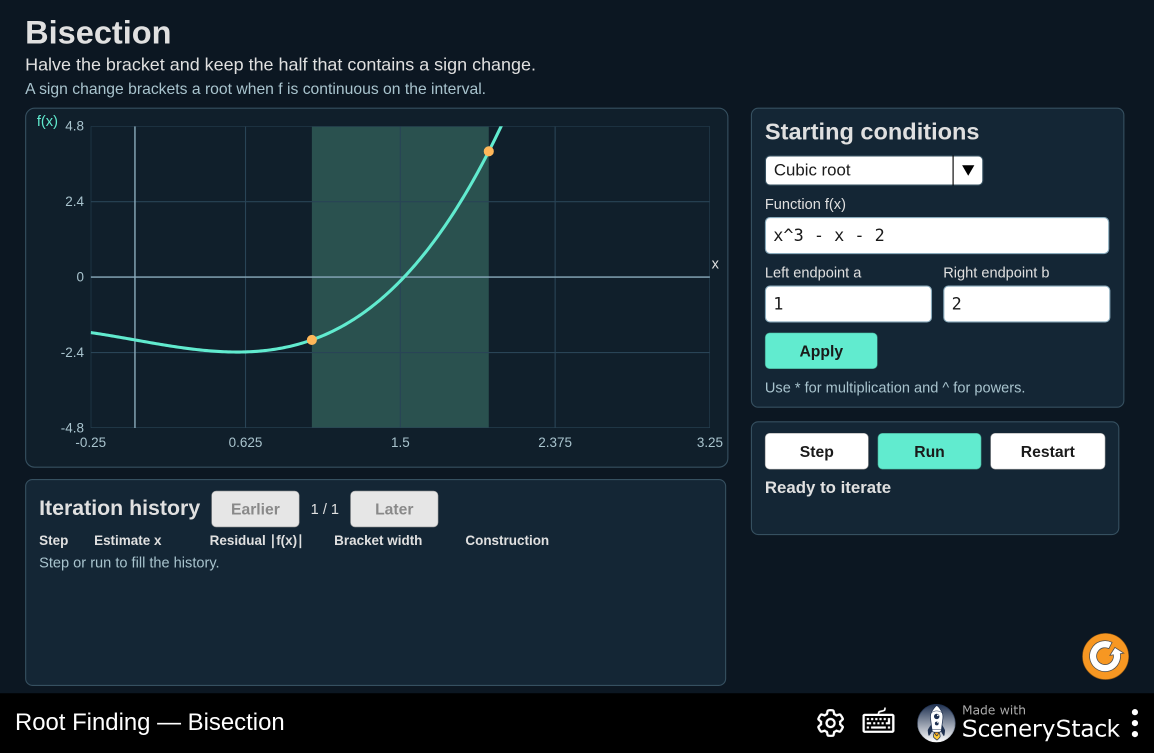 Bisection
Halve the bracket and keep the half that contains a sign change.
A sign change brackets a root when f is continuous on the interval.
f(x)
4.8
2.4
0
-2.4
-4.8
-0.25
0.625
1.5
2.375
3.25
x
Starting conditions
Cubic root
Function f(x)
x^3 - x - 2
Left endpoint a
Right endpoint b
1
2
Apply
Use * for multiplication and ^ for powers.
Step
Run
Restart
Ready to iterate
Iteration history
Earlier
1 / 1
Later
Step
Estimate x
Residual |f(x)|
Bracket width
Construction
Step or run to fill the history.
Root Finding — Bisection
Made with
SceneryStack